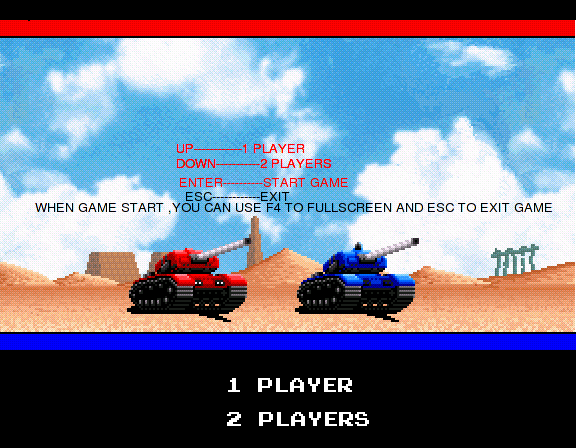 UP------------1 PLAYER
DOWN-----------2 PLAYERS
ENTER----------START GAME
ESC------------EXIT
WHEN GAME START ,YOU CAN USE F4 TO FULLSCREEN AND ESC TO EXIT GAME
1 PLAYER
2 PLAYERS